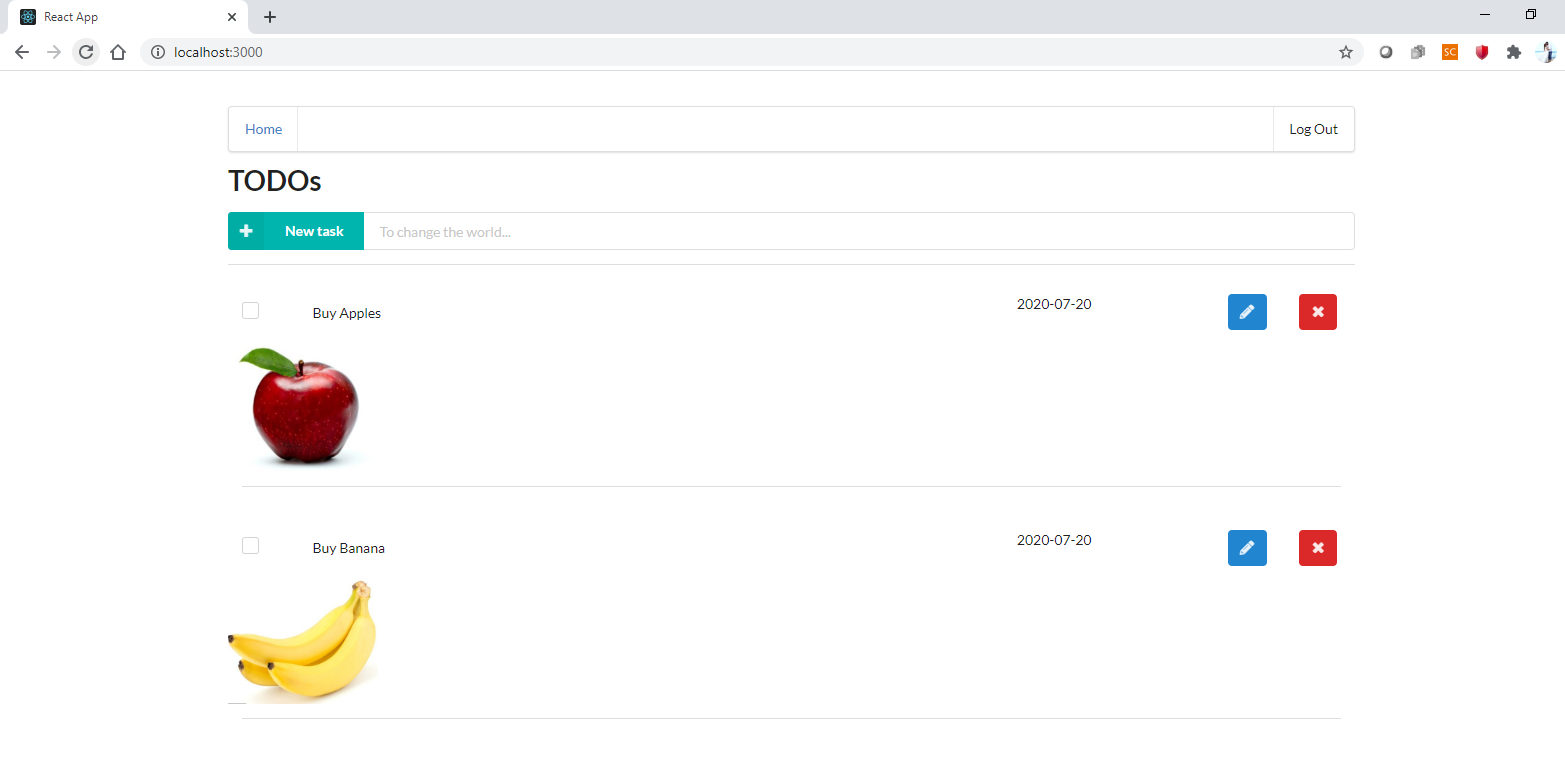 React App
localhost:3000
SC
Home
Log Out
TODOs
New task
To change the world...
Buy Apples
2020-07-20
Buy Banana
2020-07-20